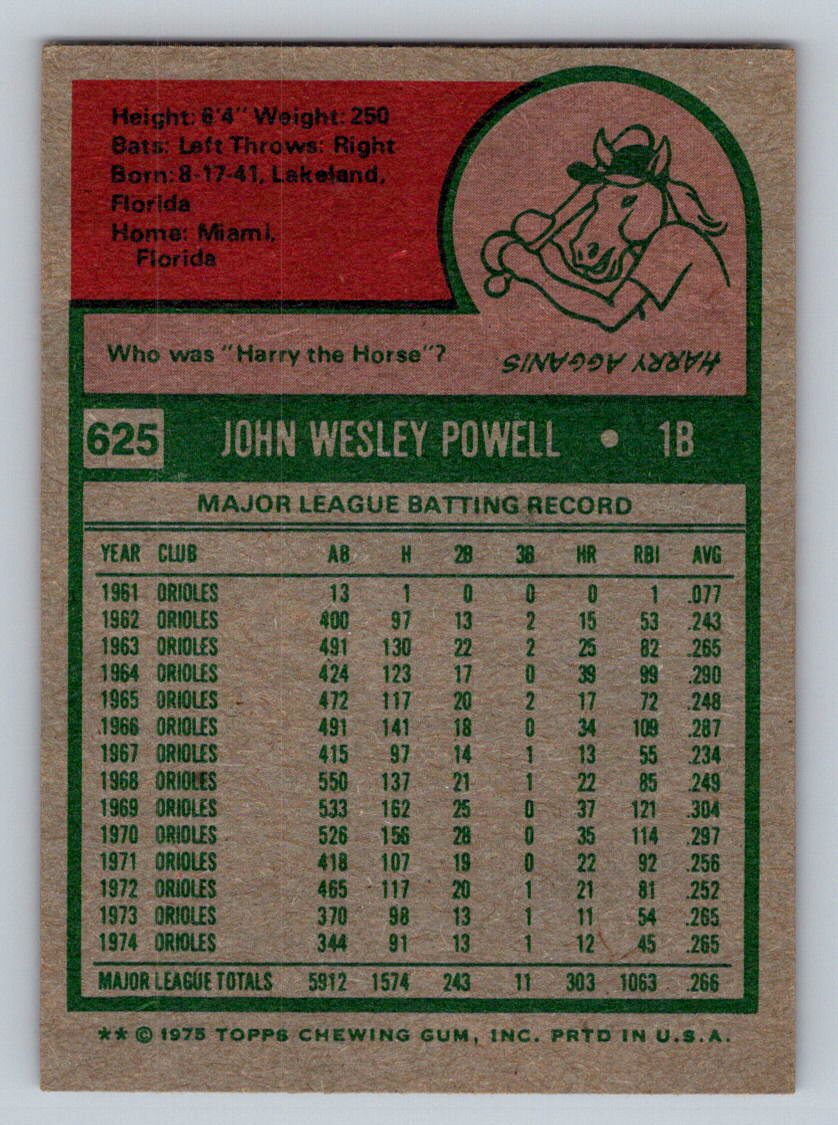 Height: 6'4" Weight: 250
Bats: Left Throws: Right
Born: 8-17-41, Lakeland,
Florida
Home: Miami,
Florida
Who was "Harry the Horse"?
HARRY AGGANIS
625 JOHN WESLEY POWELL • 1B
MAJOR LEAGUE BATTING RECORD
YEAR CLUB AB H 2B 3B HR RBI AVG
1961 ORIOLES 13 1 0 0 0 1 .077
1962 ORIOLES 400 97 13 2 15 53 .243
1963 ORIOLES 491 130 22 2 25 82 .265
1964 ORIOLES 424 123 17 0 39 99 .290
1965 ORIOLES 472 117 20 2 17 72 .248
1966 ORIOLES 491 141 18 0 34 109 .287
1967 ORIOLES 415 97 14 1 13 55 .234
1968 ORIOLES 550 137 21 1 22 85 .249
1969 ORIOLES 533 162 25 0 37 121 .304
1970 ORIOLES 526 156 28 0 35 114 .297
1971 ORIOLES 418 107 19 0 22 92 .256
1972 ORIOLES 465 117 20 1 21 81 .252
1973 ORIOLES 370 98 13 1 11 54 .265
1974 ORIOLES 344 91 13 1 12 45 .265
MAJOR LEAGUE TOTALS 5912 1574 243 11 303 1063 .266
** © 1975 TOPPS CHEWING GUM, INC. PRTD IN U.S.A.